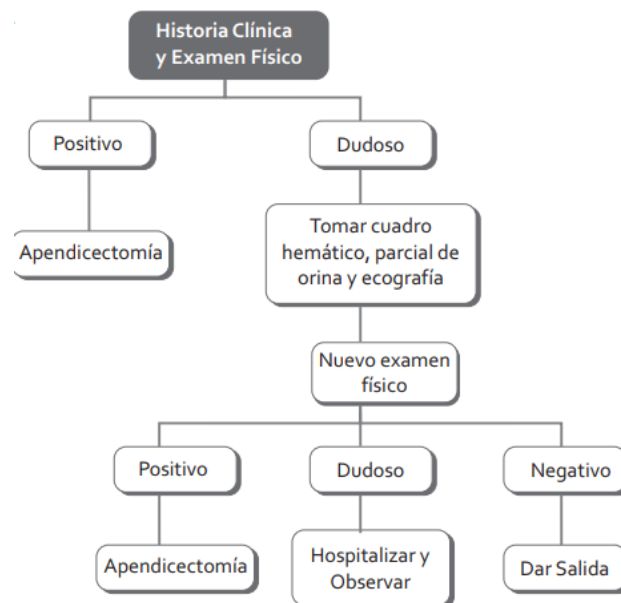 Historia Clínica
y Examen Físico
Positivo
Dudoso
Apendicectomía
Tomar cuadro
hemático, parcial de
orina y ecografía
Nuevo examen
físico
Positivo
Dudoso
Negativo
Apendicectomía
Hospitalizar y
Observar
Dar Salida